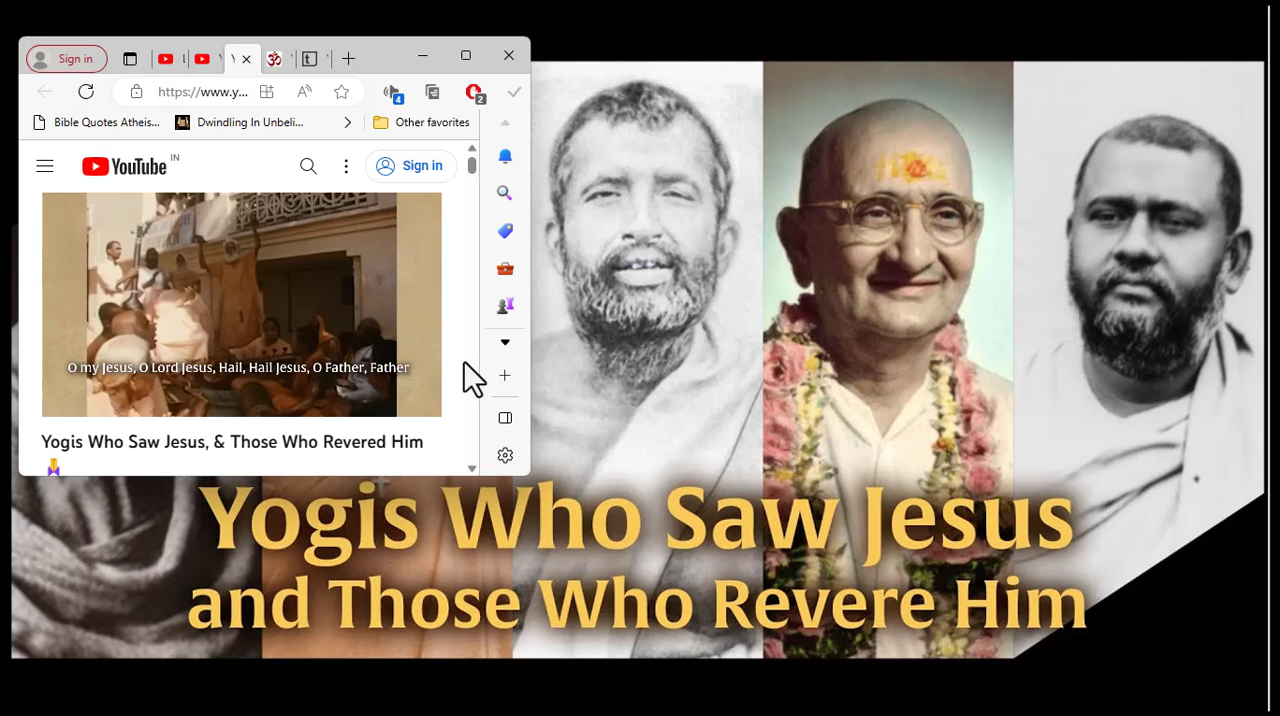 Sign in
https://www.y...
4
2
Bible Quotes Atheis...
Dwindling In Unbeli...
Other favorites
YouTube IN
Sign in
O my Jesus, O Lord Jesus, Hail, Hail Jesus, O Father, Father
Yogis Who Saw Jesus, & Those Who Revered Him
Yogis Who Saw Jesus
and Those Who Revere Him